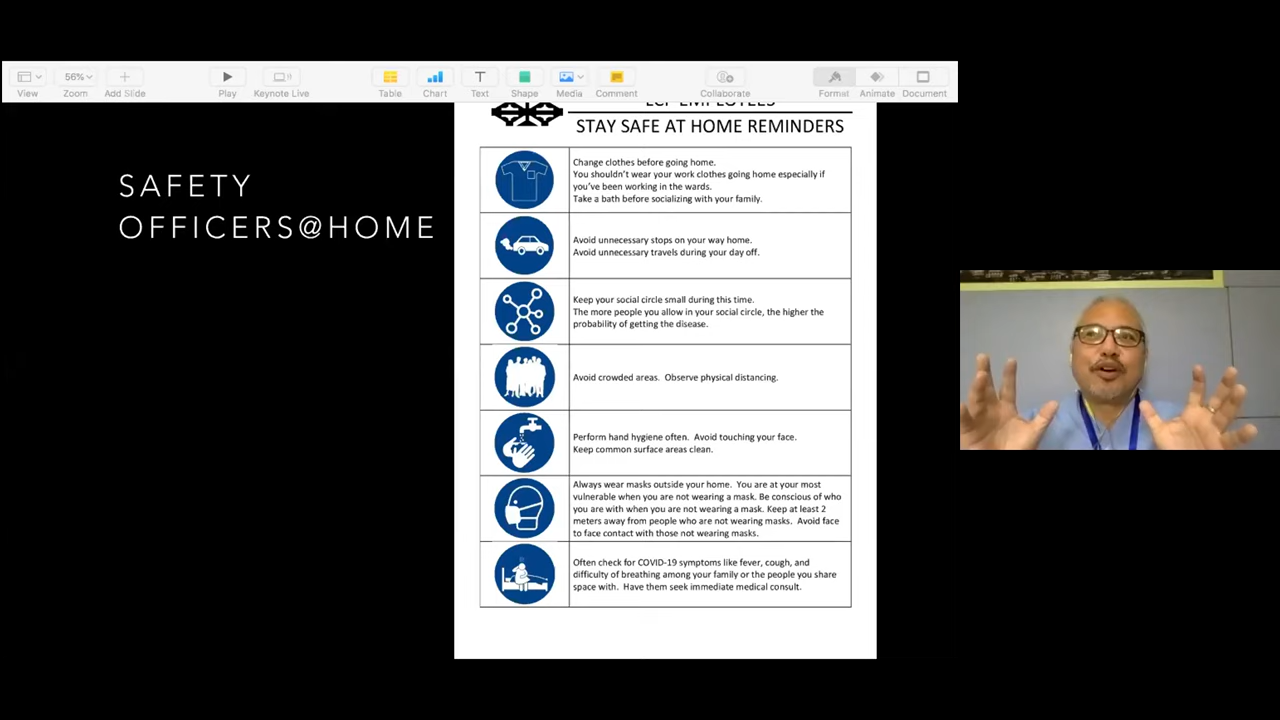 View
56%
Zoom
Add Slide
Play
Keynote Live
Table
Chart
Text
Shape
Media
Comment
Collaborate
Format
Animate
Document
SAFETY
OFFICERS@HOME
EMPLOYEES
STAY SAFE AT HOME REMINDERS
Change clothes before going home.
You shouldn't wear your work clothes going home especially if
you've been working in the wards.
Take a bath before socializing with your family.
Avoid unnecessary stops on your way home.
Avoid unnecessary travels during your day off.
Keep your social circle small during this time.
The more people you allow in your social circle, the higher the
probability of getting the disease.
Avoid crowded areas.  Observe physical distancing.
Perform hand hygiene often.  Avoid touching your face.
Keep common surface areas clean.
Always wear masks outside your home.  You are at your most
vulnerable when you are not wearing a mask. Be conscious of who
you are with when you are not wearing a mask. Keep at least 2
meters away from people who are not wearing masks.  Avoid face
to face contact with those not wearing masks.
Often check for COVID-19 symptoms like fever, cough, and
difficulty of breathing among your family or the people you share
space with.  Have them seek immediate medical consult.